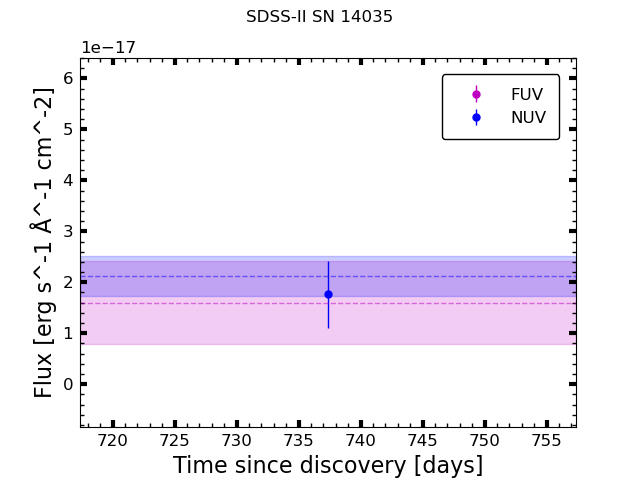 SDSS-II SN 14035
1e−17
Flux [erg s^-1 Å^-1 cm^-2]
6
5
4
3
2
1
0
FUV
NUV
720 725 730 735 740 745 750 755
Time since discovery [days]